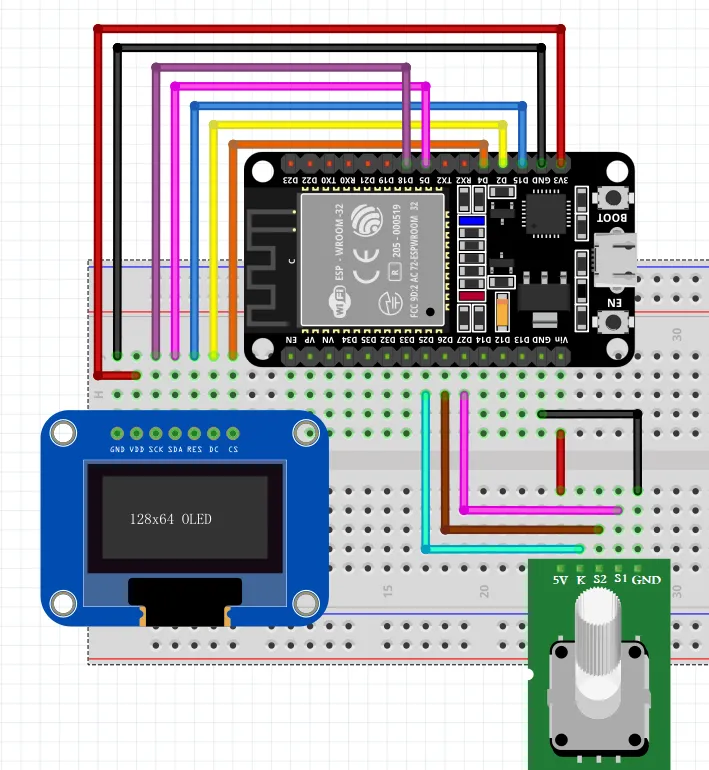 D23 D22 TX0 RX0 D21 D19 D18 D5 TX2 RX2 D4 D2 D15 GND 3V3
BOOT
ESP - WROOM -32
WiFi
CE
R 205 - 000519
FCC 9D:2 AC 72-ESPWROOM 32
C
EN
EN VP VN D34 D35 D32 D33 D25 D26 D27 D14 D12 D13 GND Vin
30
H
GND VDD SCK SDA RES DC CS
128x64 OLED
15 20 30
5V K S2 S1 GND